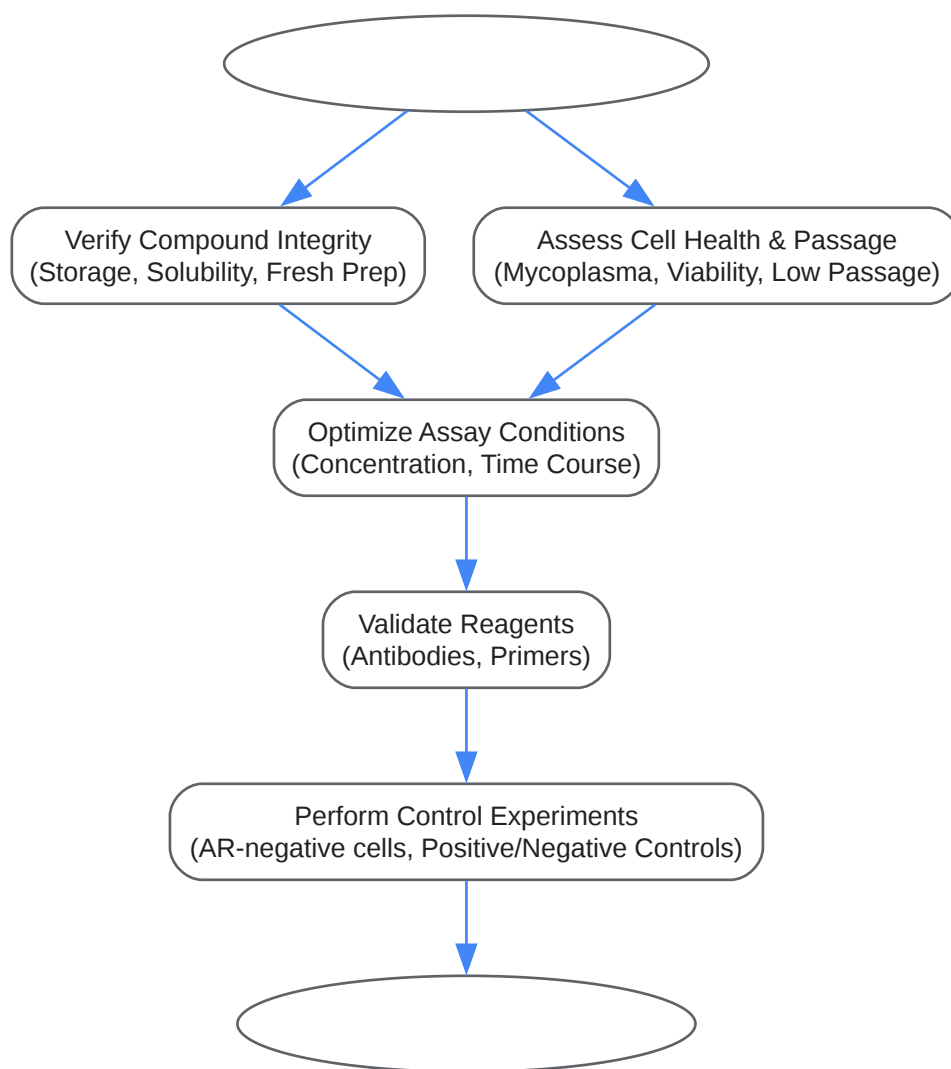 Verify Compound Integrity
(Storage, Solubility, Fresh Prep)
Assess Cell Health & Passage
(Mycoplasma, Viability, Low Passage)
Optimize Assay Conditions
(Concentration, Time Course)
Validate Reagents
(Antibodies, Primers)
Perform Control Experiments
(AR-negative cells, Positive/Negative Controls)